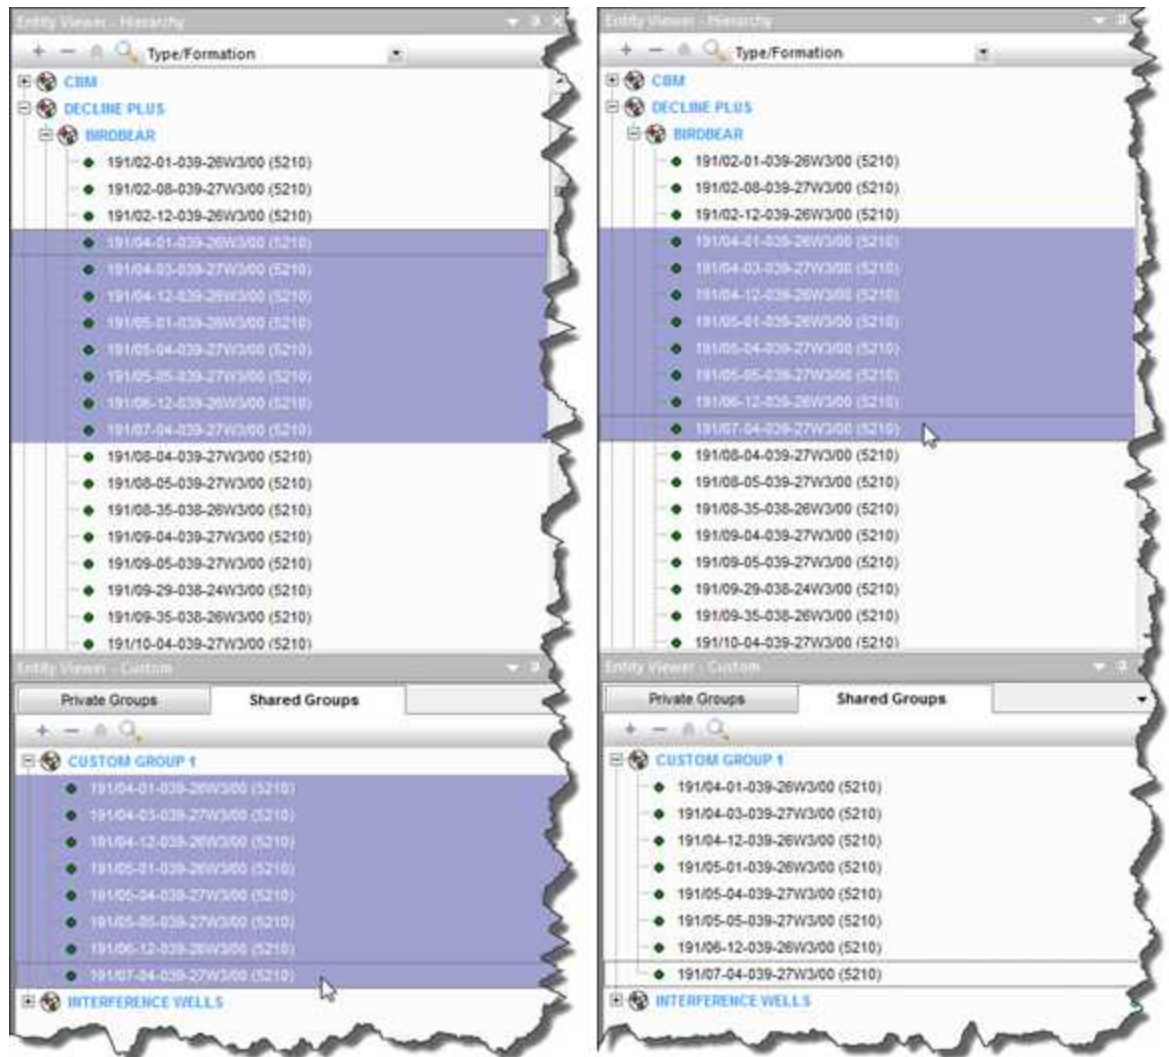 Entity Viewer - Hierarchy
Type/Formation
CBM
DECLINE PLUS
BIRDBEAR
191/02-01-039-26W3/00 (5210)
191/02-08-039-27W3/00 (5210)
191/02-12-039-26W3/00 (5210)
191/04-01-039-26W3/00 (5210)
191/04-03-039-27W3/00 (5210)
191/04-12-039-26W3/00 (5210)
191/05-01-039-26W3/00 (5210)
191/05-04-039-27W3/00 (5210)
191/05-05-039-27W3/00 (5210)
191/06-12-039-26W3/00 (5210)
191/07-04-039-27W3/00 (5210)
191/08-04-039-27W3/00 (5210)
191/08-05-039-27W3/00 (5210)
191/08-35-038-26W3/00 (5210)
191/09-04-039-27W3/00 (5210)
191/09-05-039-27W3/00 (5210)
191/09-29-038-24W3/00 (5210)
191/09-35-038-26W3/00 (5210)
191/10-04-039-27W3/00 (5210)
Entity Viewer - Custom
Private Groups
Shared Groups
CUSTOM GROUP 1
191/04-01-039-26W3/00 (5210)
191/04-03-039-27W3/00 (5210)
191/04-12-039-26W3/00 (5210)
191/05-01-039-26W3/00 (5210)
191/05-04-039-27W3/00 (5210)
191/05-05-039-27W3/00 (5210)
191/06-12-039-26W3/00 (5210)
191/07-04-039-27W3/00 (5210)
INTERFERENCE WELLS
Entity Viewer - Hierarchy
Type/Formation
CBM
DECLINE PLUS
BIRDBEAR
191/02-01-039-26W3/00 (5210)
191/02-08-039-27W3/00 (5210)
191/02-12-039-26W3/00 (5210)
191/04-01-039-26W3/00 (5210)
191/04-03-039-27W3/00 (5210)
191/04-12-039-26W3/00 (5210)
191/05-01-039-26W3/00 (5210)
191/05-04-039-27W3/00 (5210)
191/05-05-039-27W3/00 (5210)
191/06-12-039-26W3/00 (5210)
191/07-04-039-27W3/00 (5210)
191/08-04-039-27W3/00 (5210)
191/08-05-039-27W3/00 (5210)
191/08-35-038-26W3/00 (5210)
191/09-04-039-27W3/00 (5210)
191/09-05-039-27W3/00 (5210)
191/09-29-038-24W3/00 (5210)
191/09-35-038-26W3/00 (5210)
191/10-04-039-27W3/00 (5210)
Entity Viewer - Custom
Private Groups
Shared Groups
CUSTOM GROUP 1
191/04-01-039-26W3/00 (5210)
191/04-03-039-27W3/00 (5210)
191/04-12-039-26W3/00 (5210)
191/05-01-039-26W3/00 (5210)
191/05-04-039-27W3/00 (5210)
191/05-05-039-27W3/00 (5210)
191/06-12-039-26W3/00 (5210)
191/07-04-039-27W3/00 (5210)
INTERFERENCE WELLS